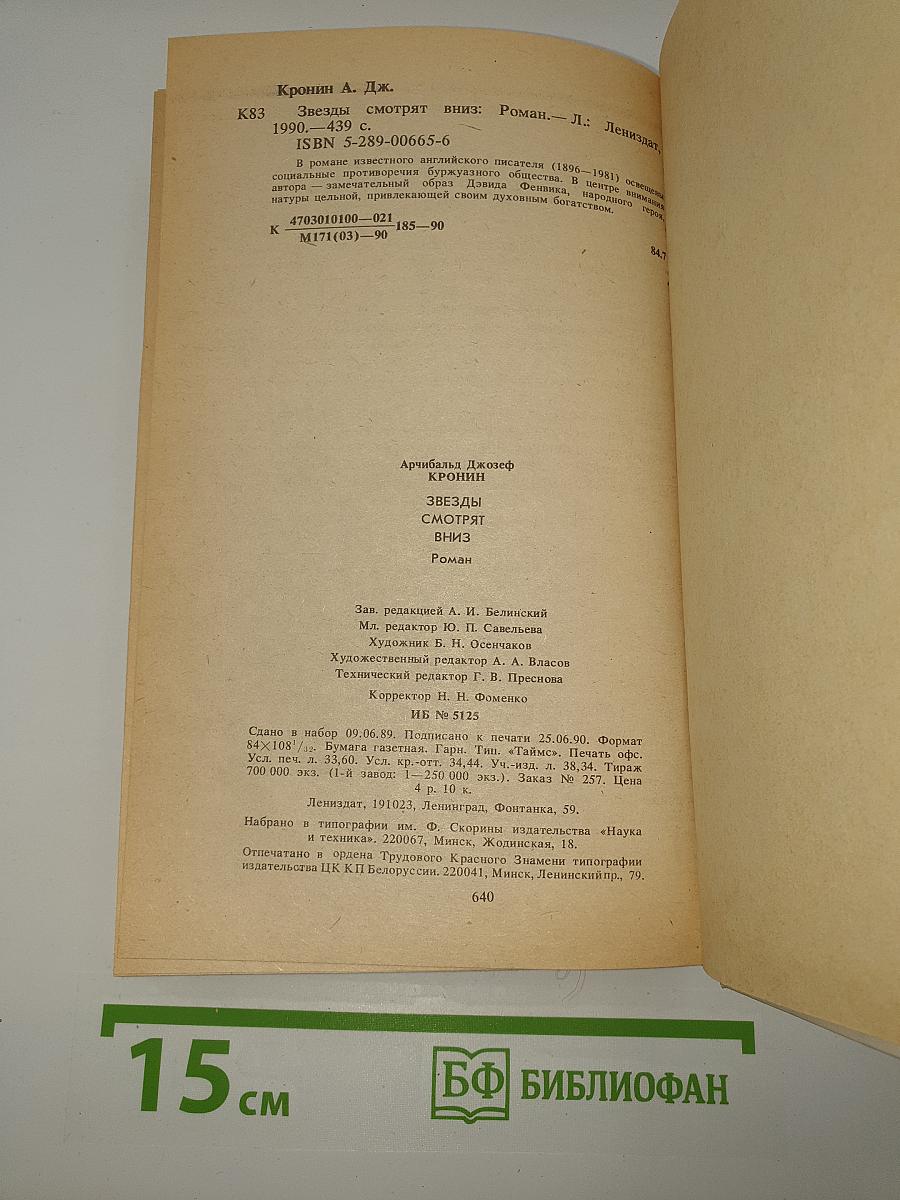 Кронин А. Дж.
К83 Звезды смотрят вниз: Роман.— Л.: Лениздат,
1990.—439 с.
ISBN 5-289-00665-6
В романе известного английского писателя (1896—1981) освещены
социальные противоречия буржуазного общества. В центре внимания
автора — замечательный образ Дэвида Фенвика, народного героя,
натуры цельной, привлекающей своим духовным богатством.
К 4703010100—021 185—90
М171(03)—90
84.7
Арчибальд Джозеф
КРОНИН
ЗВЕЗДЫ
СМОТРЯТ
ВНИЗ
Роман
Зав. редакцией А. И. Белинский
Мл. редактор Ю. П. Савельева
Художник Б. Н. Осенчаков
Художественный редактор А. А. Власов
Технический редактор Г. В. Преснова
Корректор Н. Н. Фоменко
ИБ № 5125
Сдано в набор 09.06.89. Подписано к печати 25.06.90. Формат
84×108¹/₃₂. Бумага газетная. Гарн. Тип. «Таймс». Печать офс.
Усл. печ. л. 33,60. Усл. кр.-отт. 34,44. Уч.-изд. л. 38,34. Тираж
700 000 экз. (1-й завод: 1—250 000 экз.). Заказ № 257. Цена
4 р. 10 к.
Лениздат, 191023, Ленинград, Фонтанка, 59.
Набрано в типографии им. Ф. Скорины издательства «Наука
и техника». 220067, Минск, Жодинская, 18.
Отпечатано в ордена Трудового Красного Знамени типографии
издательства ЦК КП Белоруссии. 220041, Минск, Ленинский пр., 79.
640
15 см
БФ БИБЛИОФАН